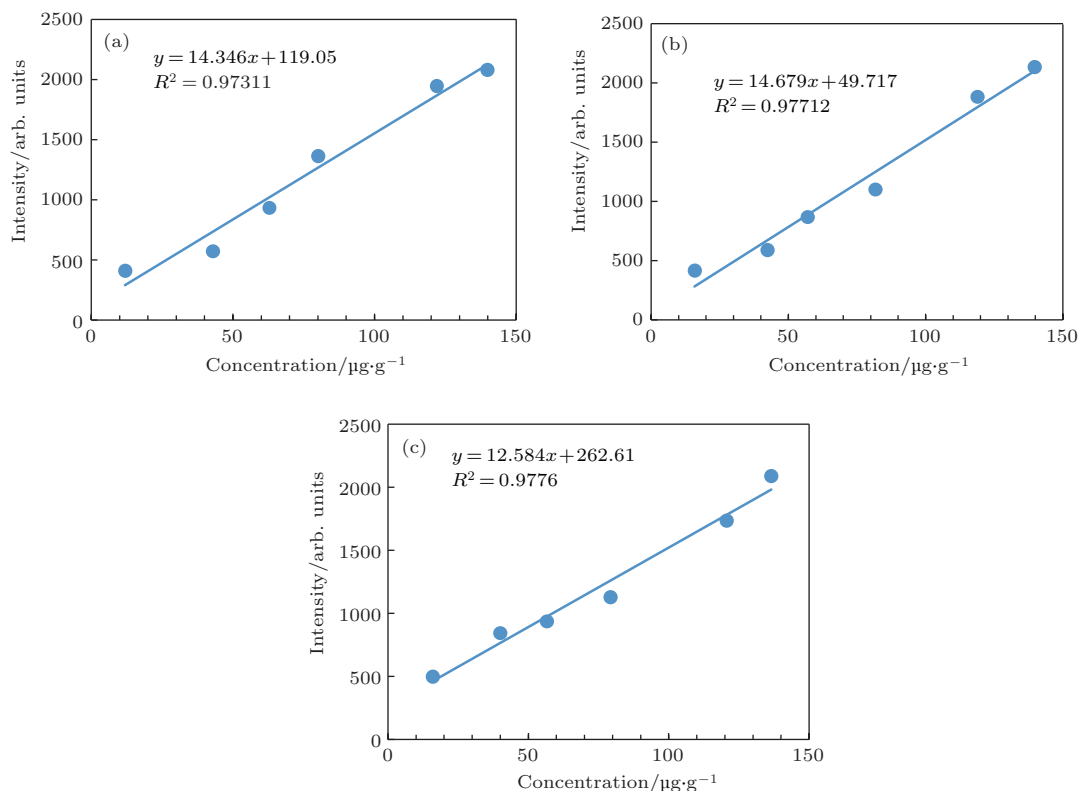 (a)
y = 14.346x + 119.05
R² = 0.97311
Intensity/arb. units
2500
2000
1500
1000
500
0
0 50 100 150
Concentration/µg·g⁻¹
(b)
y = 14.679x + 49.717
R² = 0.97712
Intensity/arb. units
2500
2000
1500
1000
500
0
0 50 100 150
Concentration/µg·g⁻¹
(c)
y = 12.584x + 262.61
R² = 0.9776
Intensity/arb. units
2500
2000
1500
1000
500
0
0 50 100 150
Concentration/µg·g⁻¹